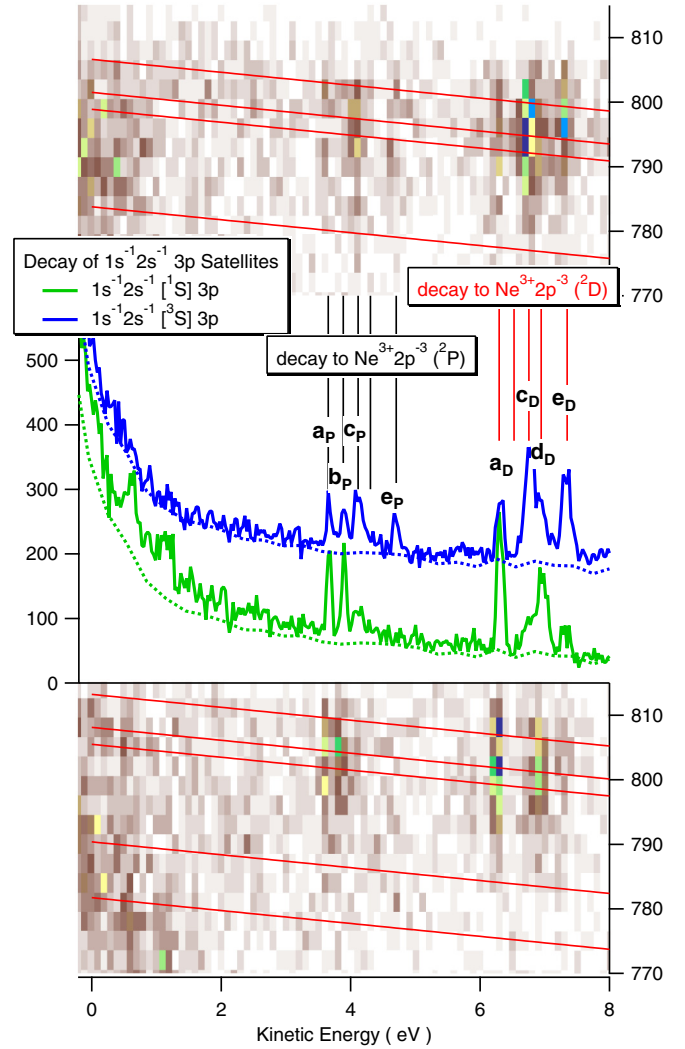 810
800
790
780
770
Decay of 1s⁻¹2s⁻¹ 3p Satellites
1s⁻¹2s⁻¹ [¹S] 3p
1s⁻¹2s⁻¹ [³S] 3p
decay to Ne³⁺2p⁻³ (²D)
decay to Ne³⁺2p⁻³ (²P)
500
400
300
200
100
0
a_P
b_P
c_P
e_P
a_D
c_D
d_D
e_D
810
800
790
780
770
0
2
4
6
8
Kinetic Energy ( eV )